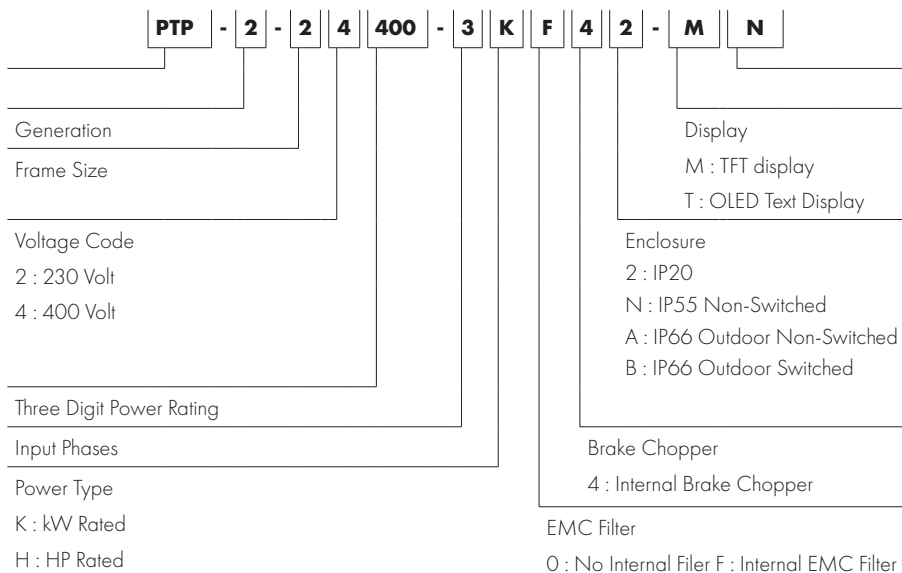 PTP - 2 - 2 4 400 - 3 K F 4 2 - M N
Generation
Frame Size
Voltage Code
2 : 230 Volt
4 : 400 Volt
Three Digit Power Rating
Input Phases
Power Type
K : kW Rated
H : HP Rated
Display
M : TFT display
T : OLED Text Display
Enclosure
2 : IP20
N : IP55 Non-Switched
A : IP66 Outdoor Non-Switched
B : IP66 Outdoor Switched
Brake Chopper
4 : Internal Brake Chopper
EMC Filter
0 : No Internal Filer F : Internal EMC Filter